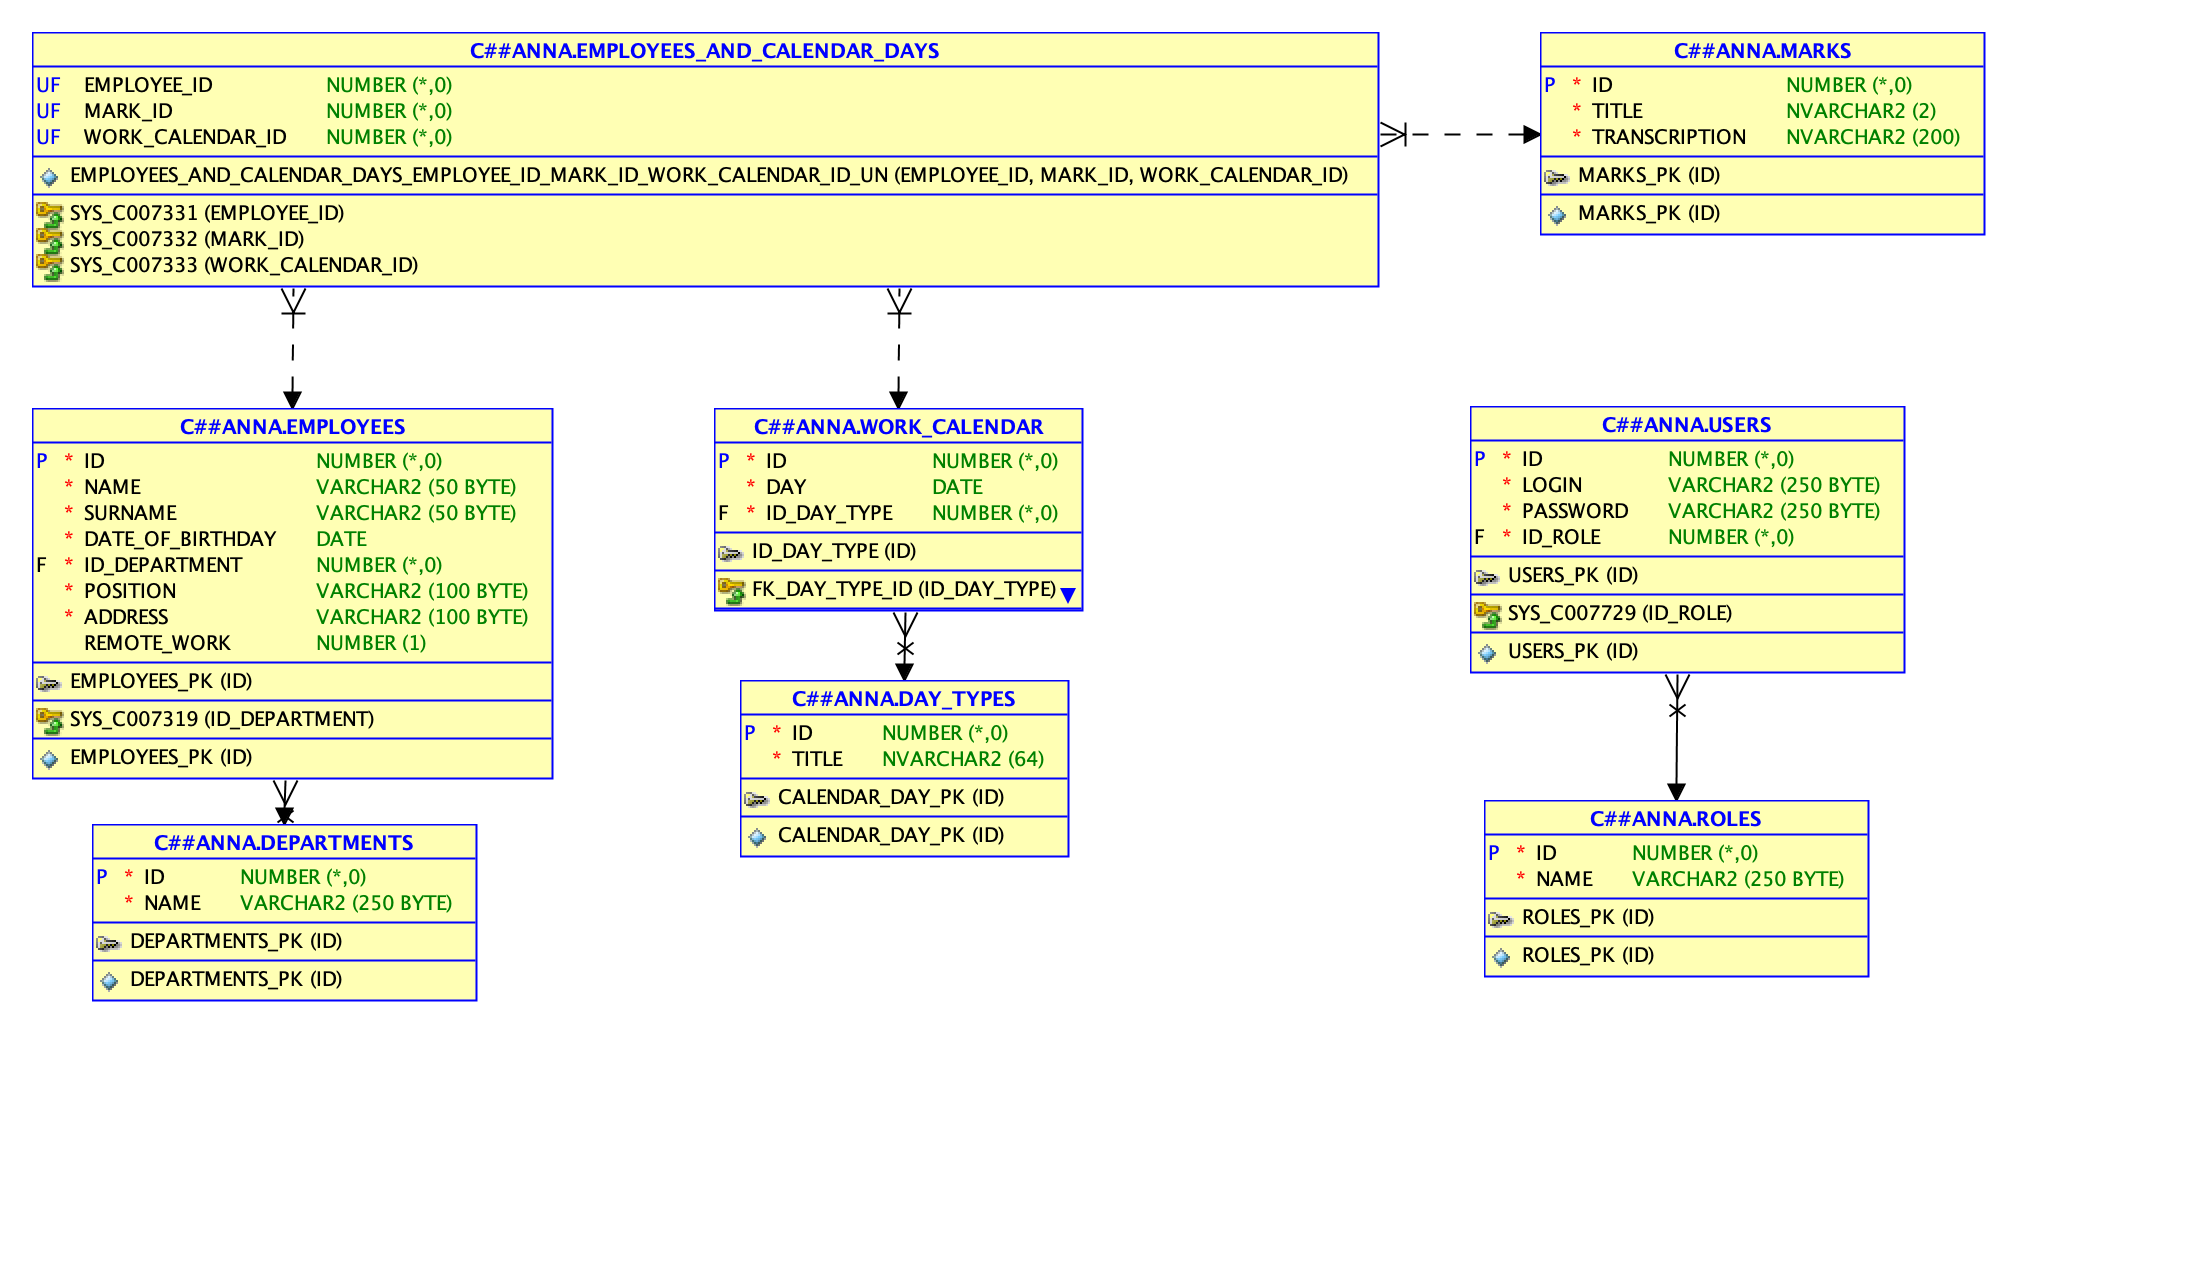 C##ANNA.EMPLOYEES_AND_CALENDAR_DAYS
UF EMPLOYEE_ID NUMBER (*,0)
UF MARK_ID NUMBER (*,0)
UF WORK_CALENDAR_ID NUMBER (*,0)
EMPLOYEES_AND_CALENDAR_DAYS_EMPLOYEE_ID_MARK_ID_WORK_CALENDAR_ID_UN (EMPLOYEE_ID, MARK_ID, WORK_CALENDAR_ID)
SYS_C007331 (EMPLOYEE_ID)
SYS_C007332 (MARK_ID)
SYS_C007333 (WORK_CALENDAR_ID)
C##ANNA.MARKS
P * ID NUMBER (*,0)
* TITLE NVARCHAR2 (2)
* TRANSCRIPTION NVARCHAR2 (200)
MARKS_PK (ID)
MARKS_PK (ID)
C##ANNA.EMPLOYEES
P * ID NUMBER (*,0)
* NAME VARCHAR2 (50 BYTE)
* SURNAME VARCHAR2 (50 BYTE)
* DATE_OF_BIRTHDAY DATE
F * ID_DEPARTMENT NUMBER (*,0)
* POSITION VARCHAR2 (100 BYTE)
* ADDRESS VARCHAR2 (100 BYTE)
REMOTE_WORK NUMBER (1)
EMPLOYEES_PK (ID)
SYS_C007319 (ID_DEPARTMENT)
EMPLOYEES_PK (ID)
C##ANNA.WORK_CALENDAR
P * ID NUMBER (*,0)
* DAY DATE
F * ID_DAY_TYPE NUMBER (*,0)
ID_DAY_TYPE (ID)
FK_DAY_TYPE_ID (ID_DAY_TYPE)
C##ANNA.USERS
P * ID NUMBER (*,0)
* LOGIN VARCHAR2 (250 BYTE)
* PASSWORD VARCHAR2 (250 BYTE)
F * ID_ROLE NUMBER (*,0)
USERS_PK (ID)
SYS_C007729 (ID_ROLE)
USERS_PK (ID)
C##ANNA.DAY_TYPES
P * ID NUMBER (*,0)
* TITLE NVARCHAR2 (64)
CALENDAR_DAY_PK (ID)
CALENDAR_DAY_PK (ID)
C##ANNA.DEPARTMENTS
P * ID NUMBER (*,0)
* NAME VARCHAR2 (250 BYTE)
DEPARTMENTS_PK (ID)
DEPARTMENTS_PK (ID)
C##ANNA.ROLES
P * ID NUMBER (*,0)
* NAME VARCHAR2 (250 BYTE)
ROLES_PK (ID)
ROLES_PK (ID)